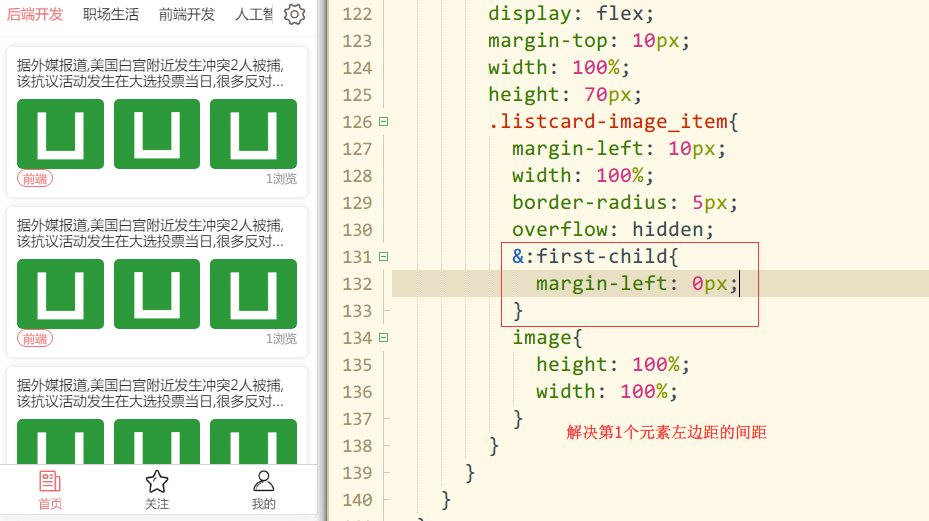 后端开发 职场生活 前端开发 人工智
据外媒报道,美国白宫附近发生冲突2人被捕,
该抗议活动发生在大选投票当日,很多反对...
前端 1浏览
据外媒报道,美国白宫附近发生冲突2人被捕,
该抗议活动发生在大选投票当日,很多反对...
前端 1浏览
据外媒报道,美国白宫附近发生冲突2人被捕,
该抗议活动发生在大选投票当日,很多反对...
首页 关注 我的
122 display: flex;
123 margin-top: 10px;
124 width: 100%;
125 height: 70px;
126 .listcard-image_item{
127 margin-left: 10px;
128 width: 100%;
129 border-radius: 5px;
130 overflow: hidden;
131 &:first-child{
132 margin-left: 0px;
133 }
134 image{
135 height: 100%;
136 width: 100%;
137 }
解决第1个元素左边距的间距
138 }
139 }
140 }